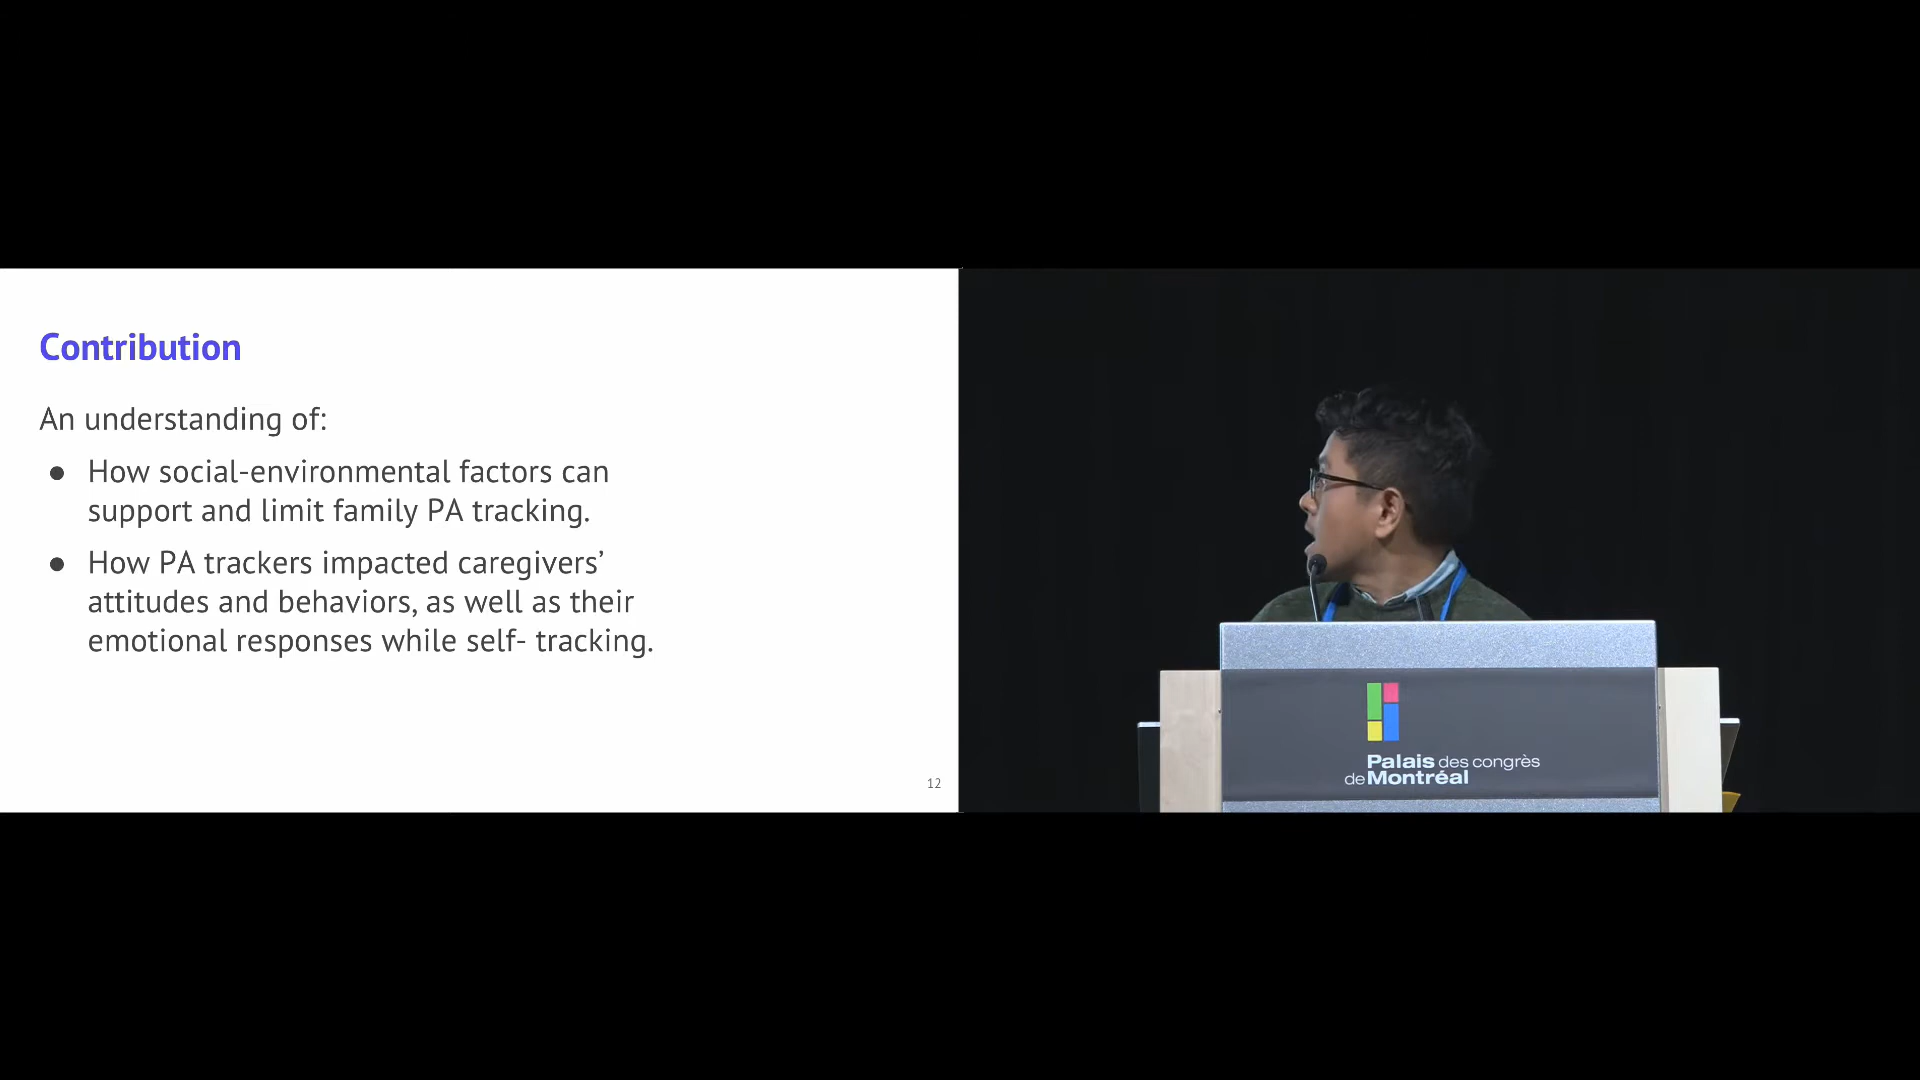 Contribution
An understanding of:
● How social-environmental factors can
support and limit family PA tracking.
● How PA trackers impacted caregivers’
attitudes and behaviors, as well as their
emotional responses while self- tracking.
12
Palais des congrès
de Montréal